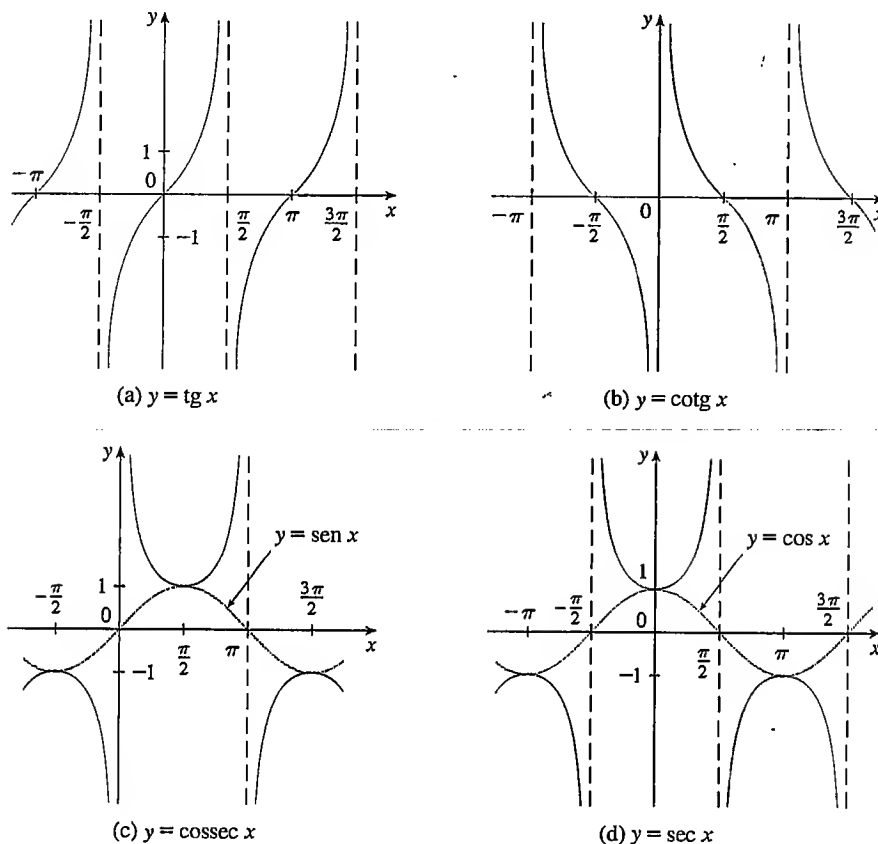 y
1
0
-π
-π/2
-1
π/2
π
3π/2
x
(a) y = tg x
y
0
-π
-π/2
π/2
π
3π/2
x
(b) y = cotg x
y
y = sen x
1
0
-π/2
-1
π/2
π
3π/2
x
(c) y = cossec x
y
y = cos x
1
0
-π
-π/2
-1
π/2
π
3π/2
x
(d) y = sec x